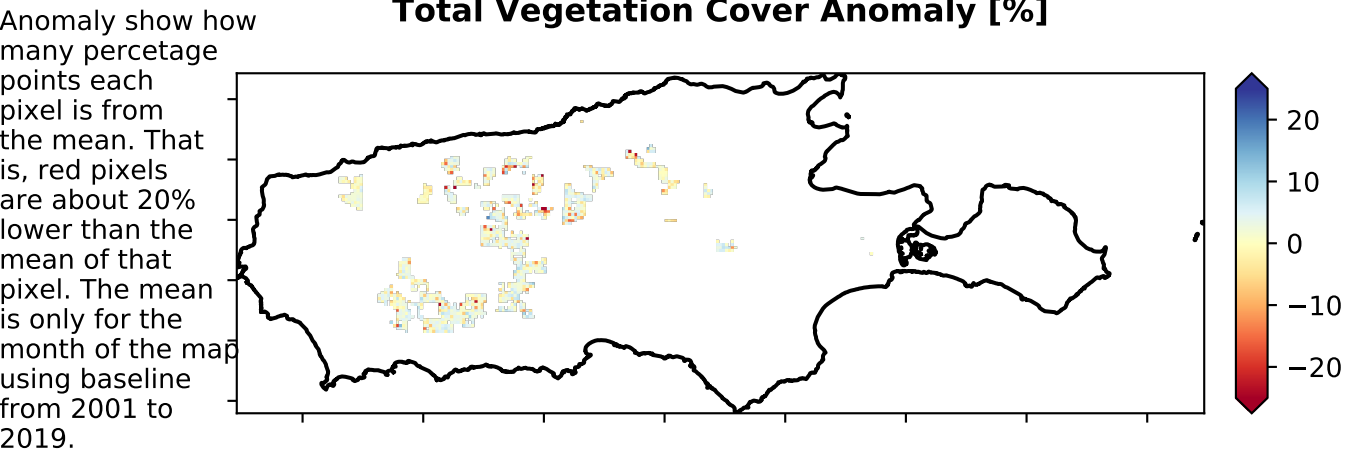 Total Vegetation Cover Anomaly [%]
Anomaly show how
many percetage
points each
pixel is from
the mean. That
is, red pixels
are about 20%
lower than the
mean of that
pixel. The mean
is only for the
month of the map
using baseline
from 2001 to
2019.
20
10
0
−10
−20